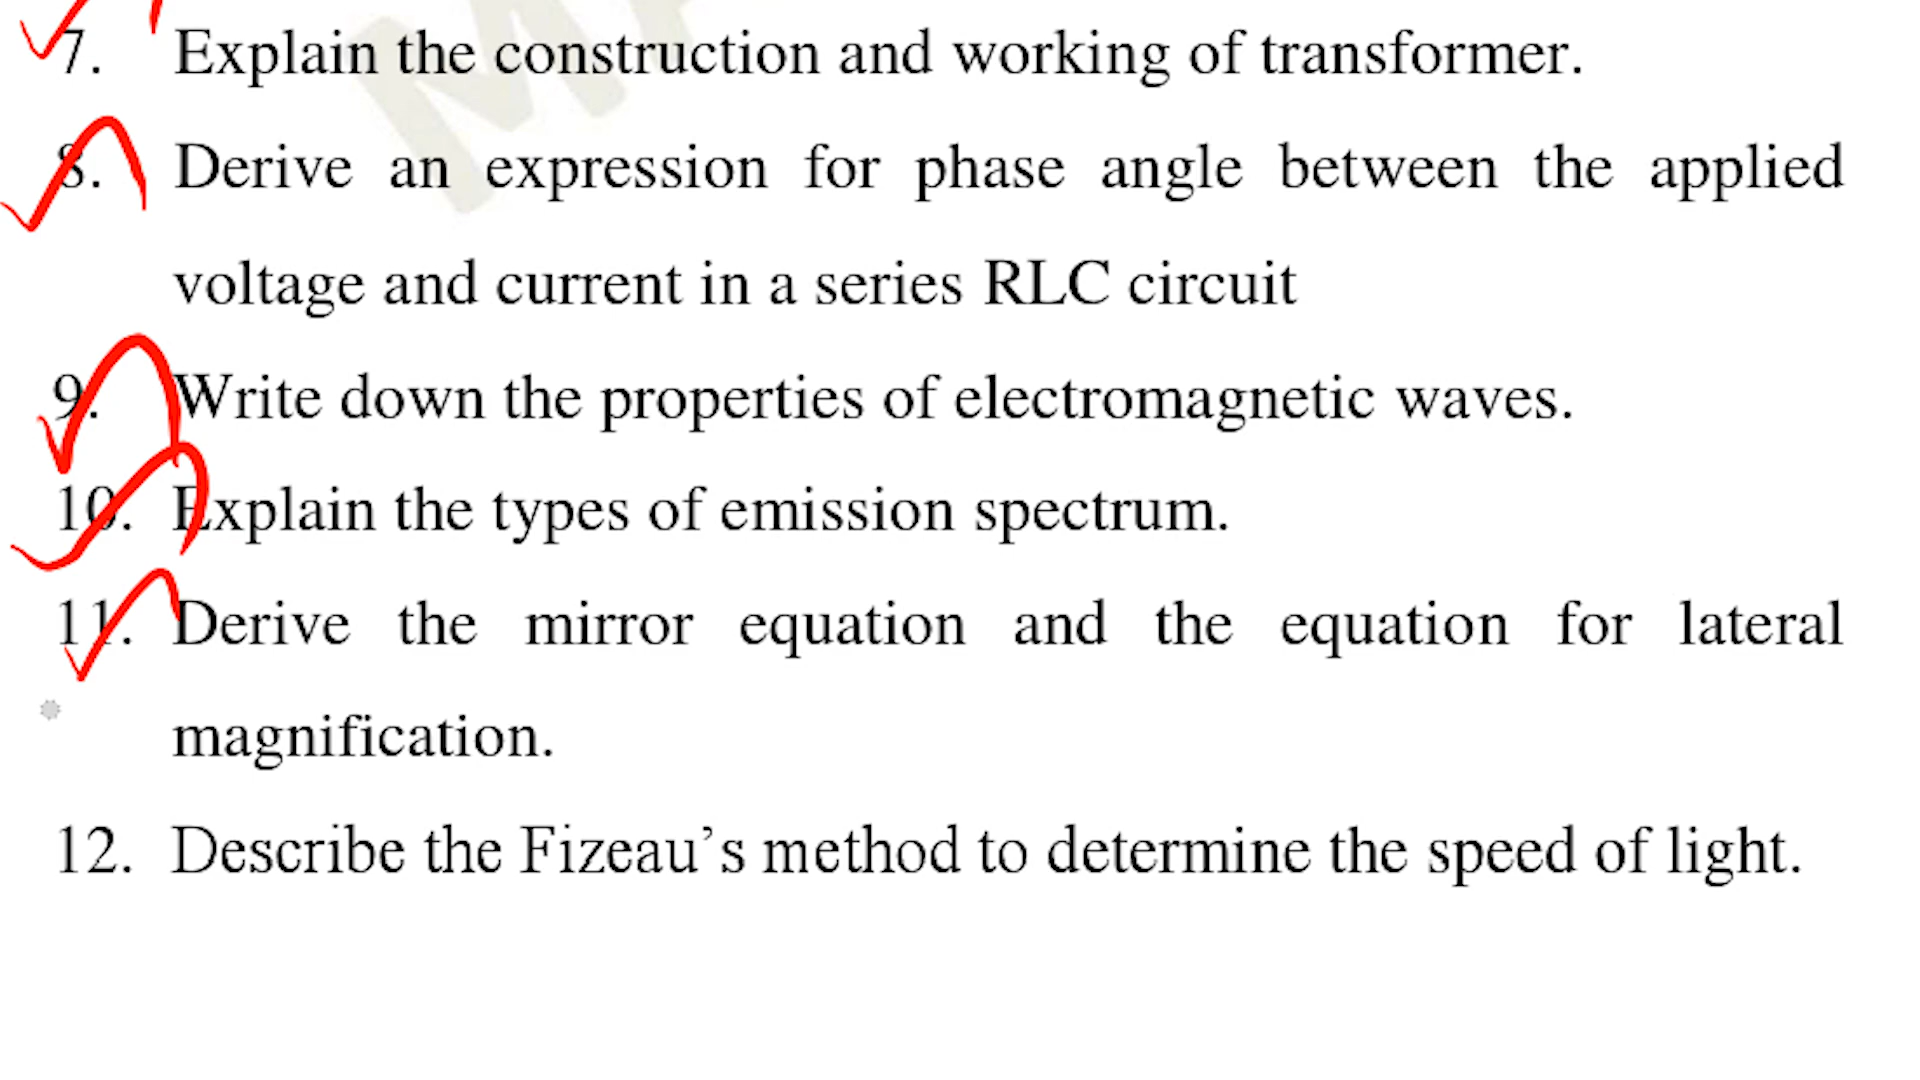 7. Explain the construction and working of transformer.
8. Derive an expression for phase angle between the applied
voltage and current in a series RLC circuit
9. Write down the properties of electromagnetic waves.
10. Explain the types of emission spectrum.
11. Derive the mirror equation and the equation for lateral
magnification.
12. Describe the Fizeau’s method to determine the speed of light.